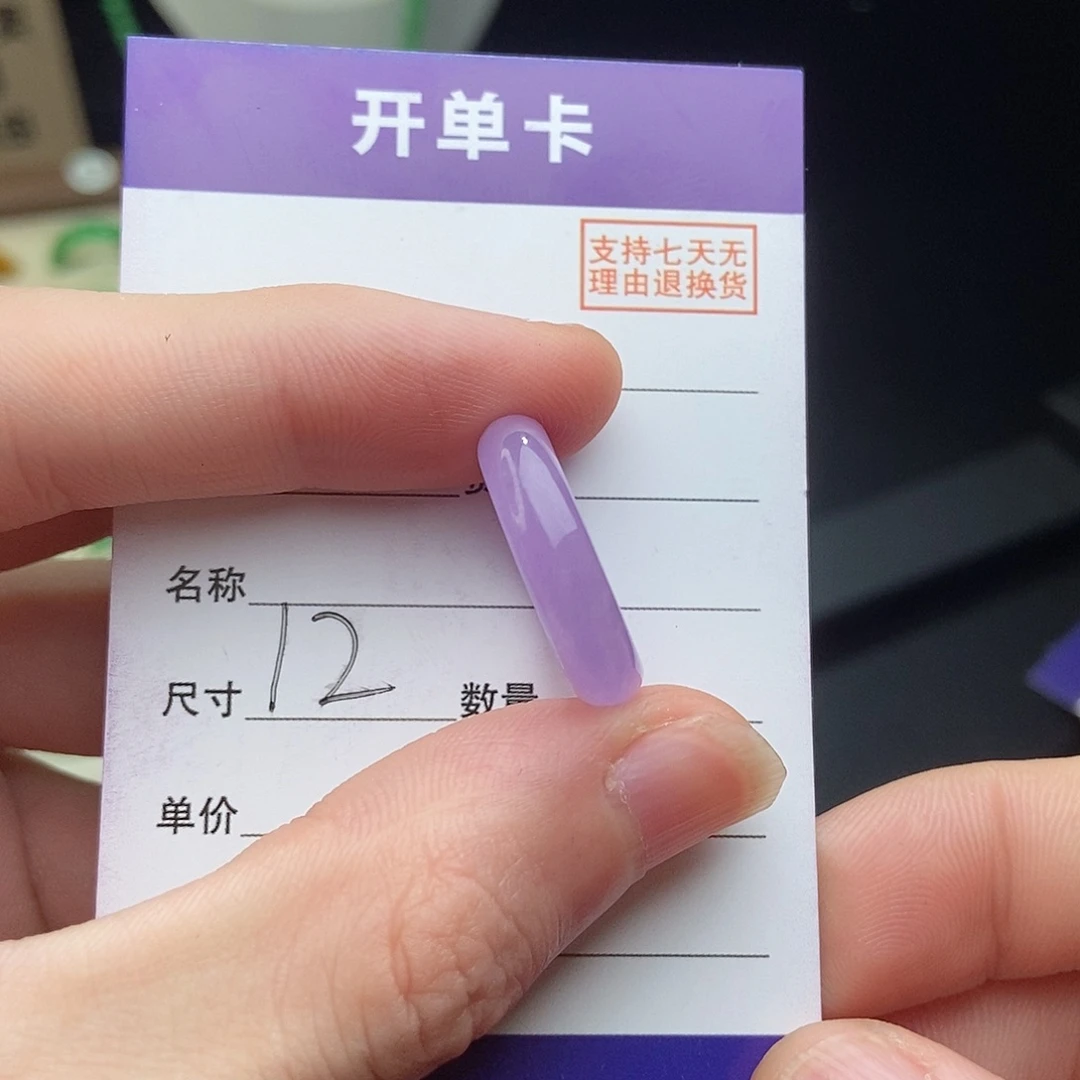 开单卡
支持七天无
理由退换货
名称
尺寸 12 数量
单价